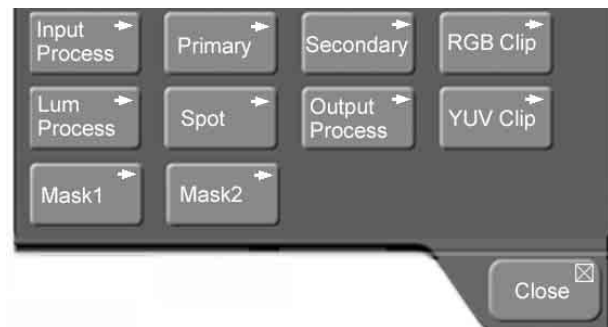 Input
Process
Primary
Secondary
RGB Clip
Lum
Process
Spot
Output
Process
YUV Clip
Mask1
Mask2
Close